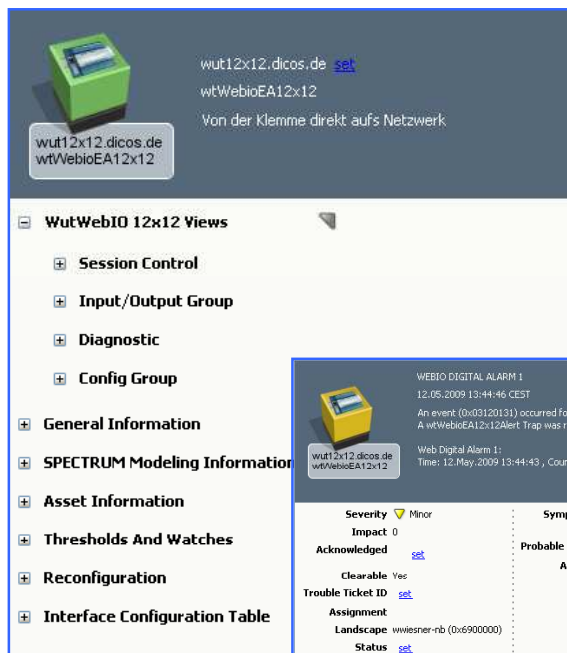 wut12x12.dicos.de set
wtWebioEA12x12
Von der Klemme direkt aufs Netzwerk
wut12x12.dicos.de
wtWebioEA12x12
WutWebIO 12x12 Views
Session Control
Input/Output Group
Diagnostic
Config Group
General Information
SPECTRUM Modeling Information
Asset Information
Thresholds And Watches
Reconfiguration
Interface Configuration Table
WEBIO DIGITAL ALARM 1
12.05.2009 13:44:46 CEST
An event (0x03120131) occurred fo
A wtWebioEA12x12Alert Trap was r
Web Digital Alarm 1:
Time: 12.May.2009 13:44:43 , Cour
wut12x12.dicos.de
wtWebioEA12x12
Severity Minor
Impact 0
Acknowledged set
Clearable Yes
Trouble Ticket ID set
Assignment
Landscape wwiesner-nb (0x6900000)
Status set
Symp
Probable
A